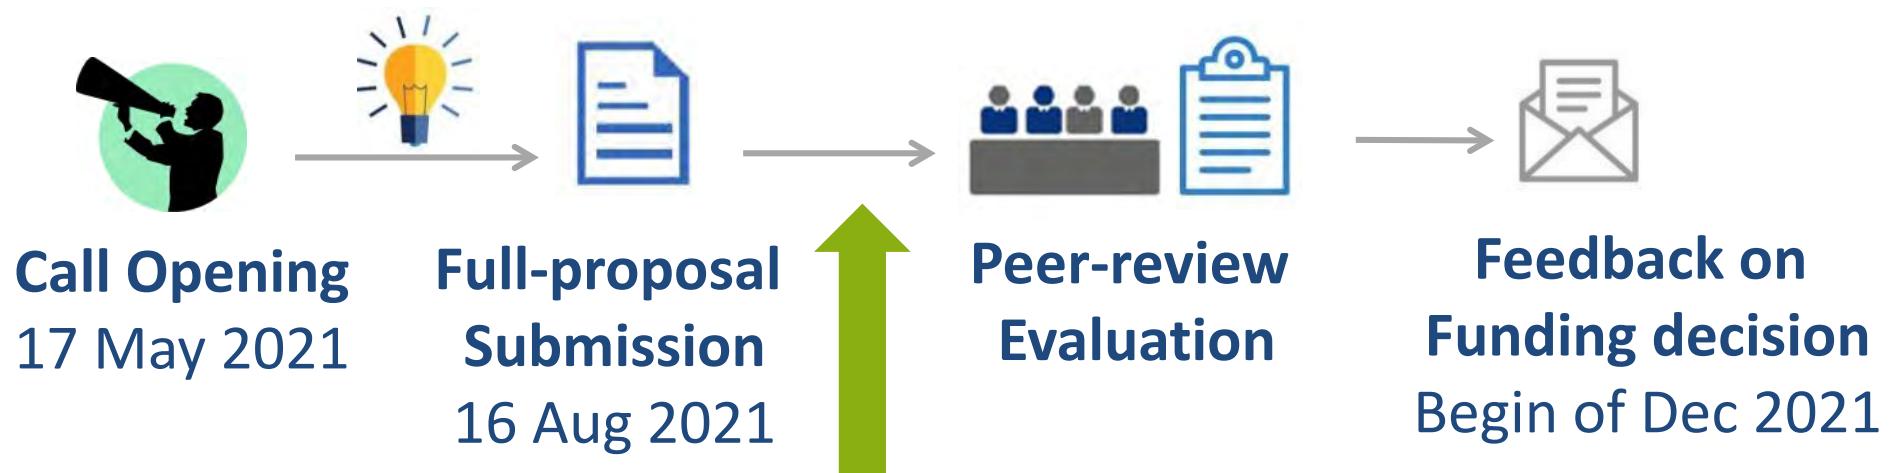 Call Opening
17 May 2021
Full-proposal
Submission
16 Aug 2021
Peer-review
Evaluation
Feedback on
Funding decision
Begin of Dec 2021